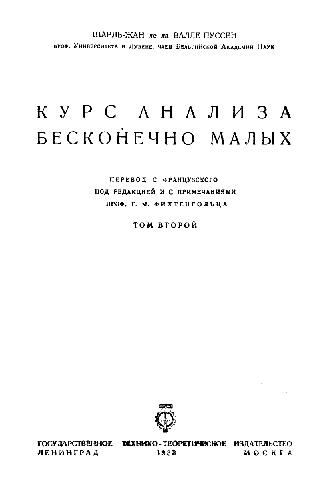 ШАРЛЬ-ЖАН де ла ВАЛЛЕ ПУССЕН
ПРОФ. УНИВЕРСИТЕТА В ЛУВЕНЕ, ЧЛЕН БЕЛЬГИЙСКОЙ АКАДЕМИИ НАУК
КУРС АНАЛИЗА
БЕСКОНЕЧНО МАЛЫХ
ПЕРЕВОД С ФРАНЦУЗСКОГО
ПОД РЕДАКЦИЕЙ И С ПРИМЕЧАНИЯМИ
ПРОФ. Г. М. ФИХТЕНГОЛЬЦА
ТОМ ВТОРОЙ
ГОСУДАРСТВЕННОЕ ТЕХНИКО-ТЕОРЕТИЧЕСКОЕ ИЗДАТЕЛЬСТВО
ЛЕНИНГРАД 1933 МОСКВА